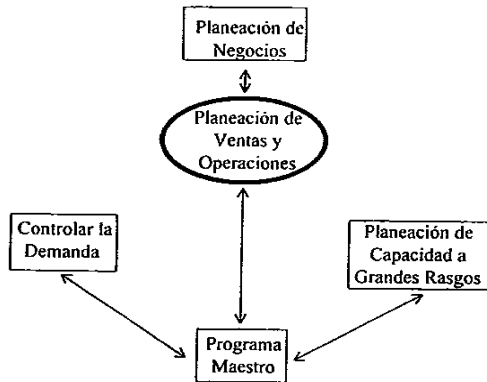 Planeación de
Negocios
Planeación de
Ventas y
Operaciones
Controlar la
Demanda
Planeación de
Capacidad a
Grandes Rasgos
Programa
Maestro